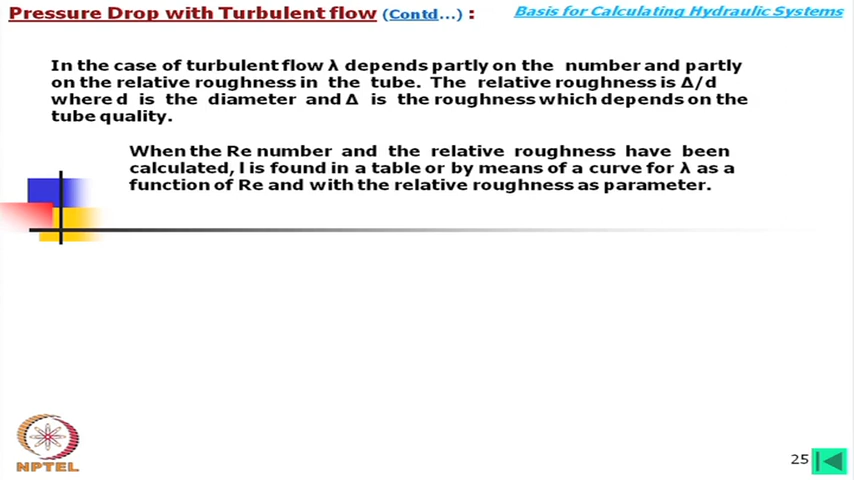 Pressure Drop with Turbulent flow (Contd...) : Basis for Calculating Hydraulic Systems
In the case of turbulent flow λ depends partly on the number and partly
on the relative roughness in the tube. The relative roughness is Δ/d
where d is the diameter and Δ is the roughness which depends on the
tube quality.
When the Re number and the relative roughness have been
calculated, l is found in a table or by means of a curve for λ as a
function of Re and with the relative roughness as parameter.
NPTEL
25